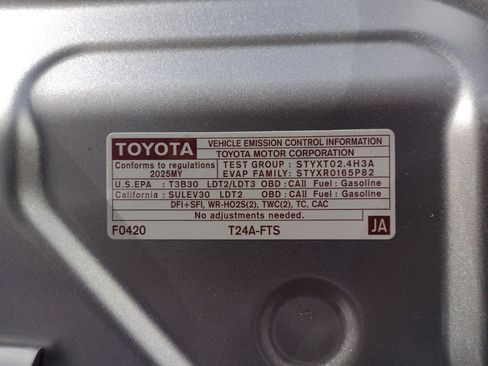 TOYOTA VEHICLE EMISSION CONTROL INFORMATION
TOYOTA MOTOR CORPORATION
Conforms to regulations TEST GROUP : STYXT02.4H3A
2025MY EVAP FAMILY: STYXR0165P82
U.S.EPA : T3B30 LDT2/LDT3 OBD : CAII Fuel : Gasoline
California : SULEV30 LDT2 OBD : CAII Fuel : Gasoline
DFI+SFI, WR-HO2S(2), TWC(2), TC, CAC
No adjustments needed.
F0420 T24A-FTS JA